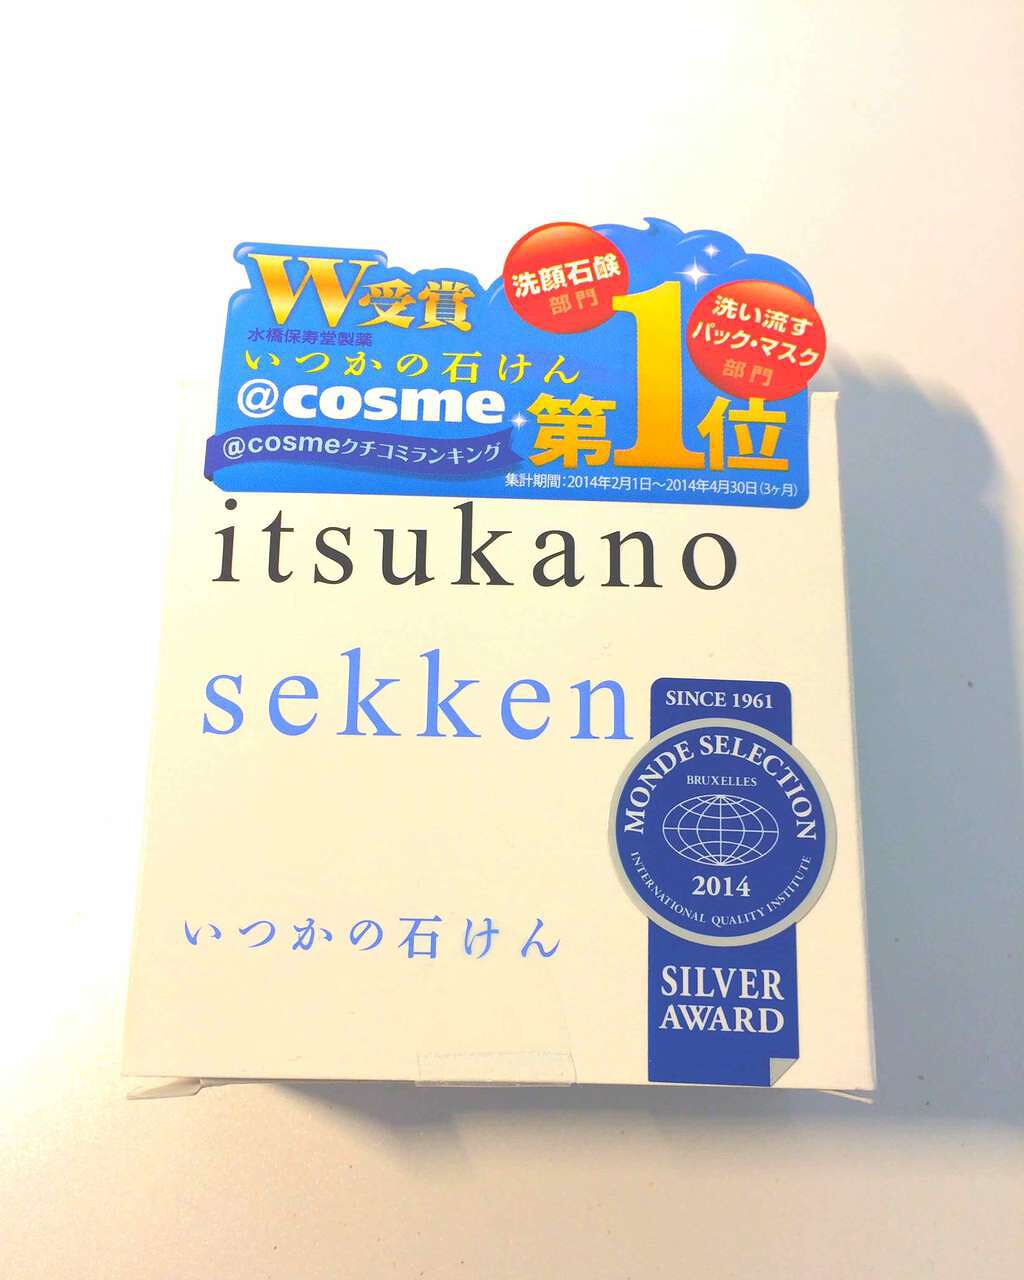 W受賞
水橋保寿堂製薬
いつかの石けん
@cosme
@cosmeクチコミランキング
洗顔石鹸
部門
洗い流す
パック・マスク
部門
第1位
集計期間：2014年2月1日～2014年4月30日（3ヶ月）
itsukano
sekken
SINCE 1961
MONDE SELECTION
BRUXELLES
2014
INTERNATIONAL QUALITY INSTITUTE
SILVER
AWARD
いつかの石けん